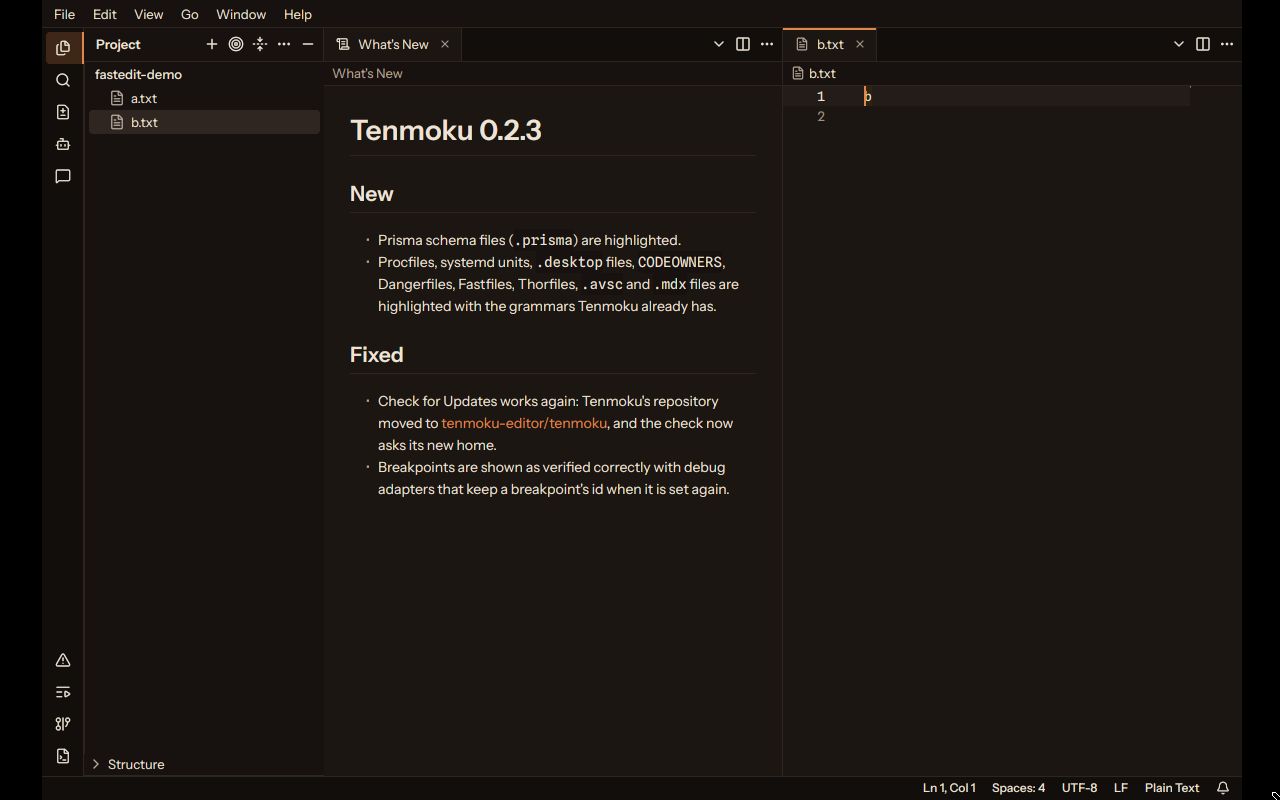 File Edit View Go Window Help
Project
fastedit-demo
a.txt
b.txt
Structure
What's New
What's New
Tenmoku 0.2.3
New
· Prisma schema files (.prisma) are highlighted.
· Procfiles, systemd units, .desktop files, CODEOWNERS,
Dangerfiles, Fastfiles, Thorfiles, .avsc and .mdx files are
highlighted with the grammars Tenmoku already has.
Fixed
· Check for Updates works again: Tenmoku's repository
moved to tenmoku-editor/tenmoku, and the check now
asks its new home.
· Breakpoints are shown as verified correctly with debug
adapters that keep a breakpoint's id when it is set again.
b.txt
b.txt
1 b
2
Ln 1, Col 1 Spaces: 4 UTF-8 LF Plain Text